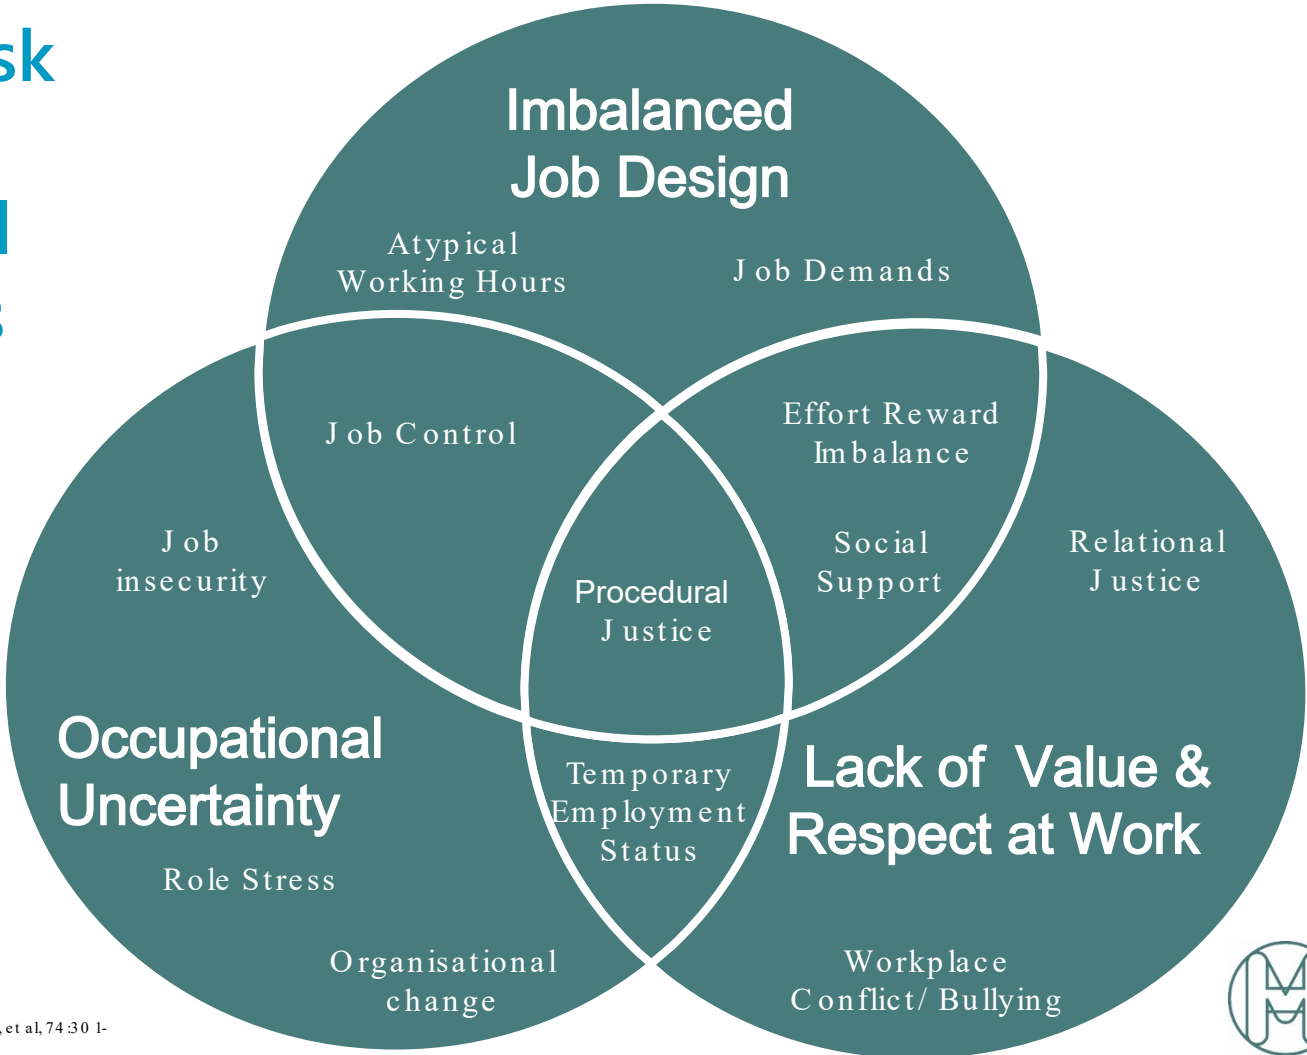 sk
Imbalanced
Job Design
Atypical
Working Hours
Job Demands
Job Control
Effort Reward
Imbalance
Job
insecurity
Social
Support
Relational
Justice
Procedural
Justice
Occupational
Uncertainty
Temporary
Employment
Status
Lack of Value &
Respect at Work
Role Stress
Organisational
change
Workplace
Conflict/ Bullying
, et al, 74:301-